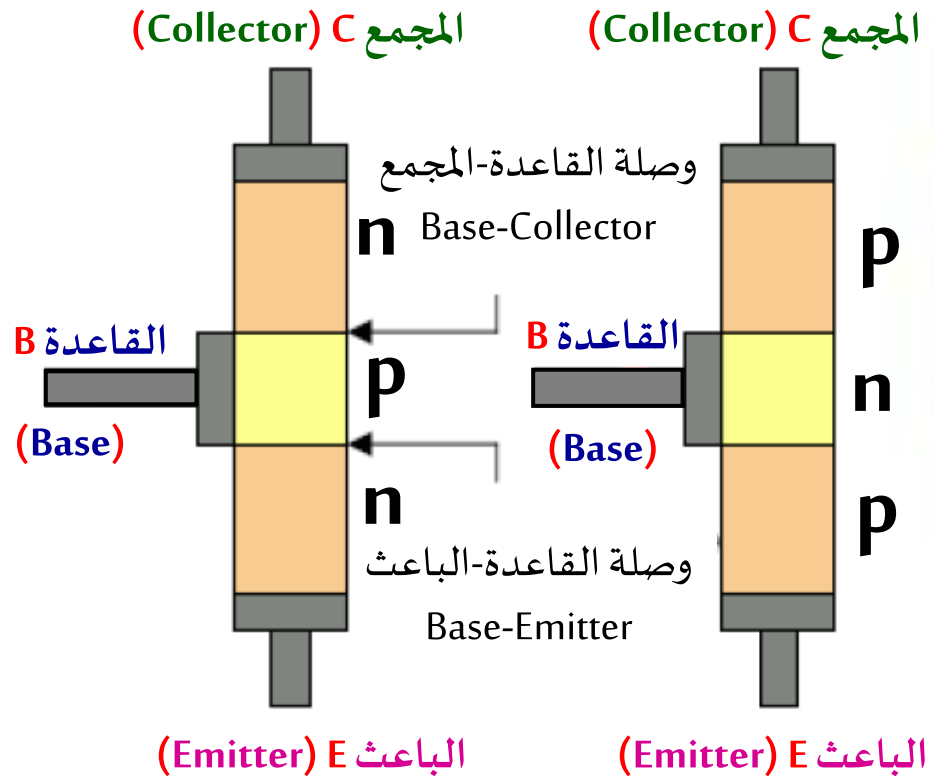 المجمع C (Collector)
المجمع C (Collector)
وصلة القاعدة-المجمع
Base-Collector
n
p
القاعدة B
(Base)
p
القاعدة B
(Base)
n
n
p
وصلة القاعدة-الباعث
Base-Emitter
الباعث E (Emitter)
الباعث E (Emitter)